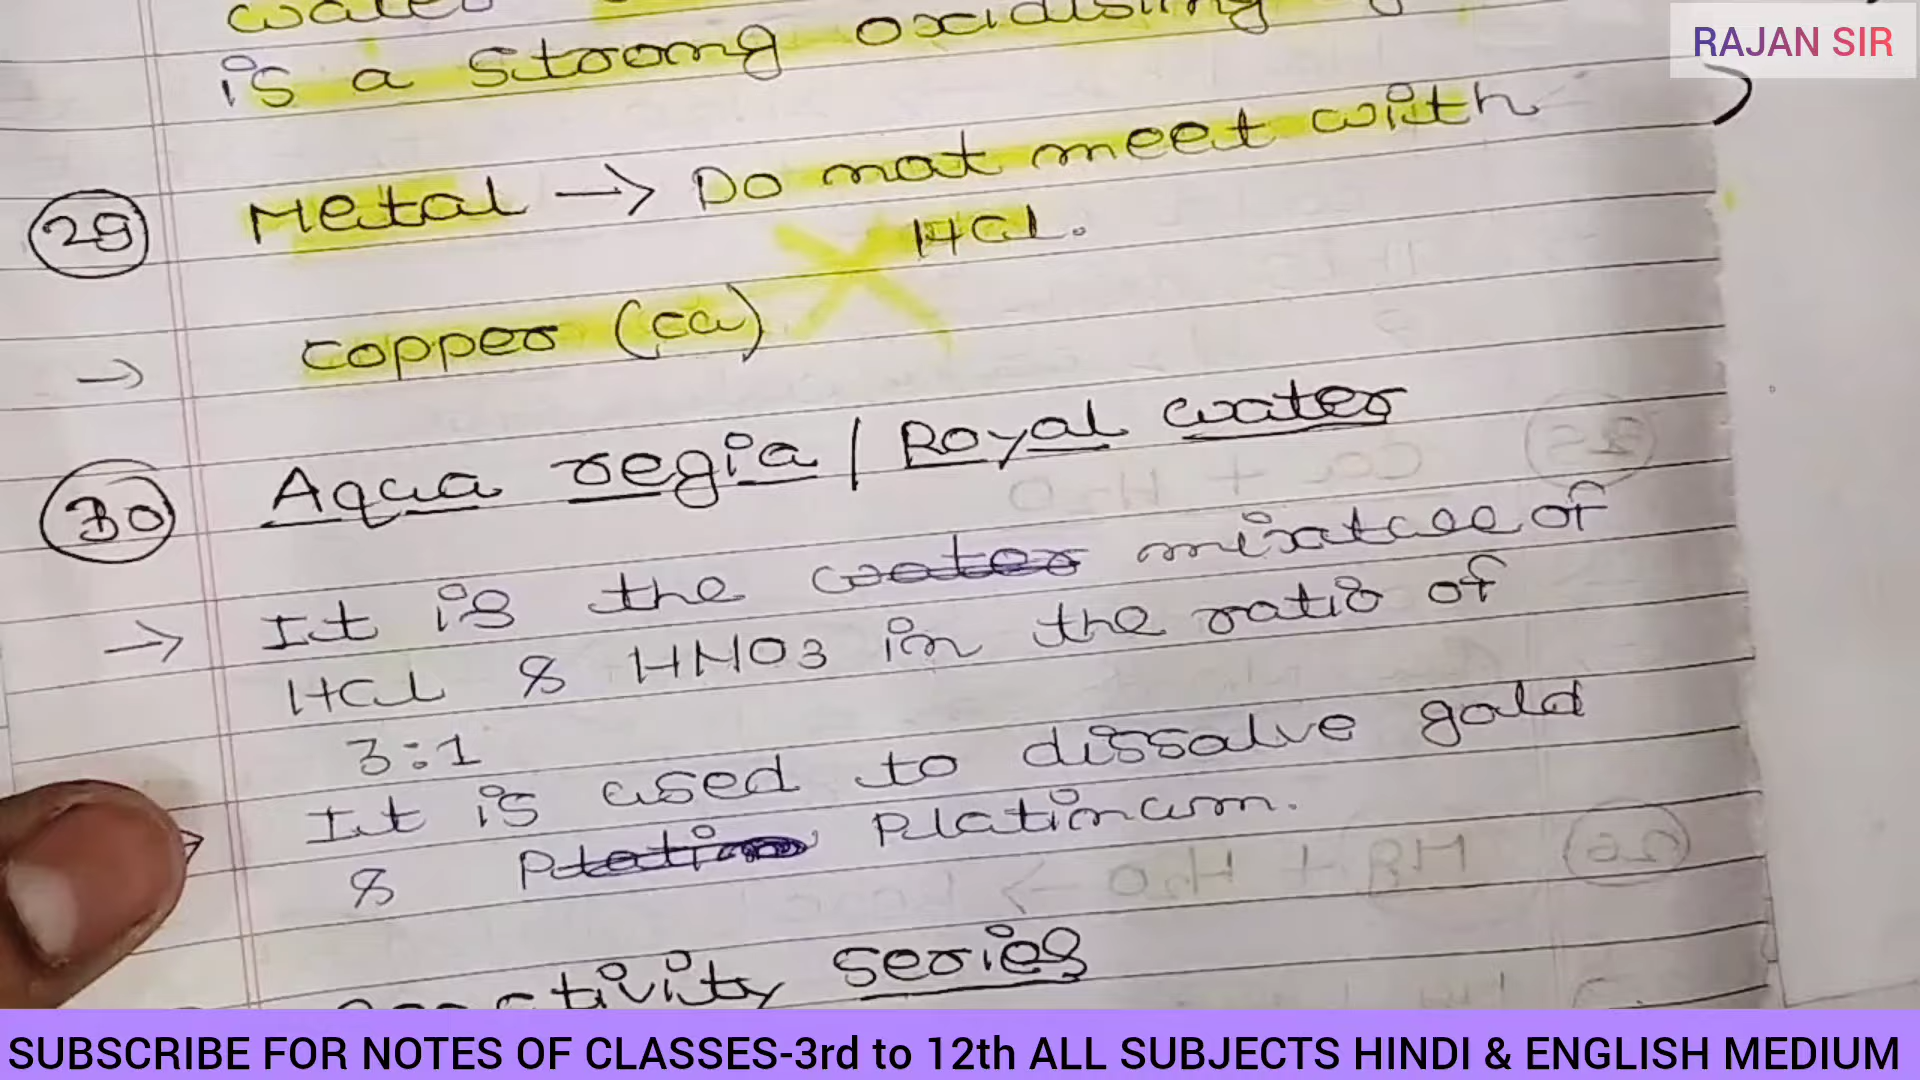 water
is a strong oxidising
RAJAN SIR
29 Metal → Do not meet with
HCl.
→ copper (cu)
30 Aqua regia / Royal water
→ It is the water mixture of
HCl & HNO3 in the ratio of
3:1
It is used to dissolve gold
& Platin Platinum.
series
SUBSCRIBE FOR NOTES OF CLASSES-3rd to 12th ALL SUBJECTS HINDI & ENGLISH MEDIUM